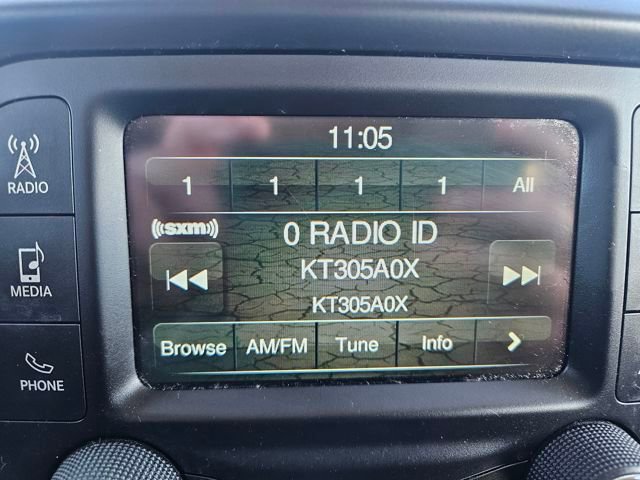 11:05
1 1 1 1 All
RADIO
((sxm))
0 RADIO ID
KT305A0X
MEDIA
KT305A0X
Browse AM/FM Tune Info >
PHONE